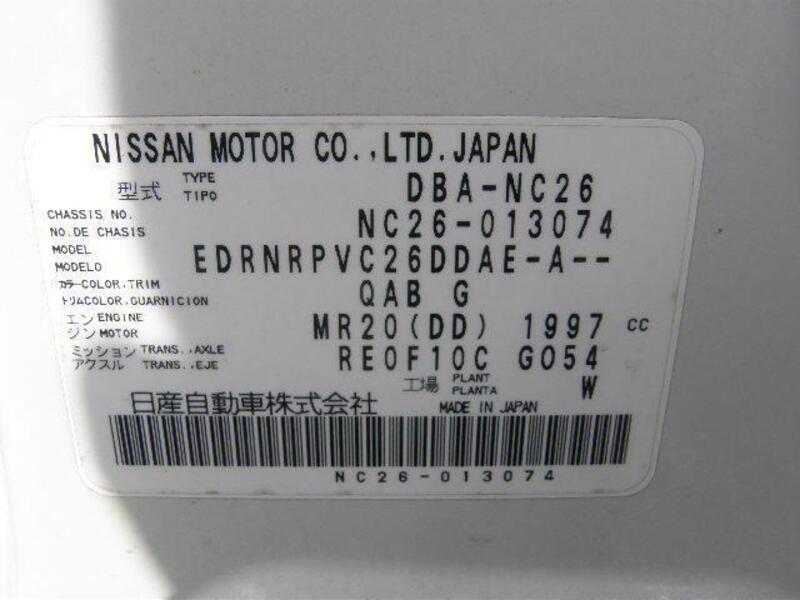 NISSAN MOTOR CO.,LTD.JAPAN
型式 TYPE TIPO DBA-NC26
CHASSIS NO. NO.DE CHASIS NC26-013074
MODEL MODELO EDRNRPVC26DDAE-A--
カラー COLOR,TRIM トリムCOLOR,GUARNICION QAB G
エンジン ENGINE MOTOR MR20(DD) 1997 CC
ミッション TRANS.,AXLE アクスル TRANS.,EJE RE0F10C G054
工場 PLANT PLANTA W
日産自動車株式会社 MADE IN JAPAN
NC26-013074